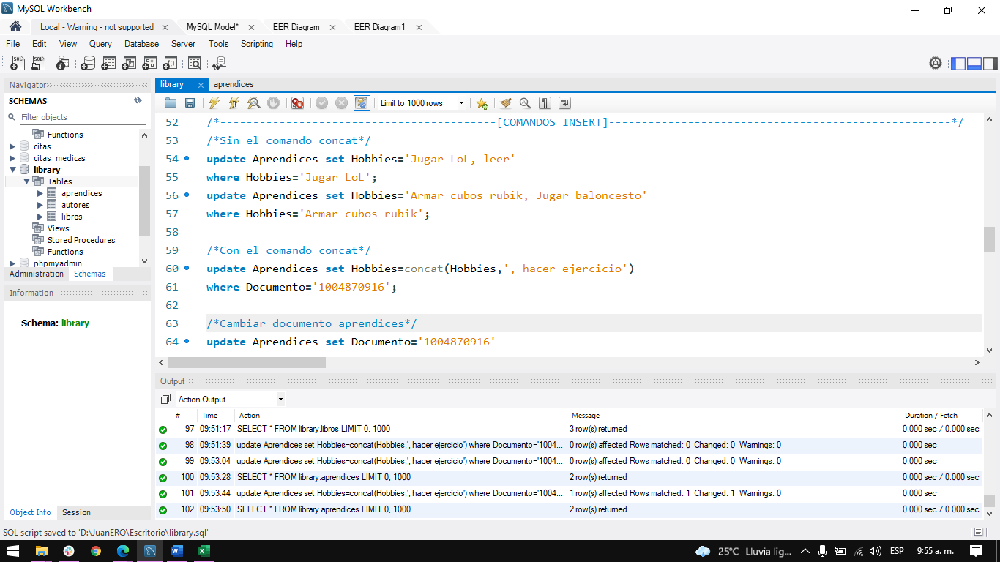 MySQL Workbench
Local - Warning - not supported
MySQL Model*
EER Diagram
EER Diagram1
File Edit View Query Database Server Tools Scripting Help
Navigator
SCHEMAS
Filter objects
Functions
citas
citas_medicas
library
Tables
aprendices
autores
libros
Views
Stored Procedures
Functions
phpmyadmin
Administration Schemas
Information
Schema: library
Object Info Session
library
aprendices
Limit to 1000 rows
52 /*------------------------------------------[COMANDOS INSERT]----------------------------------------------------*/
53 /*Sin el comando concat*/
54 update Aprendices set Hobbies='Jugar LoL, leer'
55 where Hobbies='Jugar LoL';
56 update Aprendices set Hobbies='Armar cubos rubik, Jugar baloncesto'
57 where Hobbies='Armar cubos rubik';
58
59 /*Con el comando concat*/
60 update Aprendices set Hobbies=concat(Hobbies,', hacer ejercicio')
61 where Documento='1004870916';
62
63 /*Cambiar documento aprendices*/
64 update Aprendices set Documento='1004870916'
Output
Action Output
# Time Action Message Duration / Fetch
97 09:51:17 SELECT * FROM library.libros LIMIT 0, 1000 3 row(s) returned 0.000 sec / 0.000 sec
98 09:51:39 update Aprendices set Hobbies=concat(Hobbies,', hacer ejercicio') where Documento='1004... 0 row(s) affected Rows matched: 0 Changed: 0 Warnings: 0 0.000 sec
99 09:53:04 update Aprendices set Hobbies=concat(Hobbies,', hacer ejercicio') where Documento='1004... 0 row(s) affected Rows matched: 0 Changed: 0 Warnings: 0 0.000 sec
100 09:53:28 SELECT * FROM library.aprendices LIMIT 0, 1000 2 row(s) returned 0.000 sec / 0.000 sec
101 09:53:44 update Aprendices set Hobbies=concat(Hobbies,', hacer ejercicio') where Documento='1004... 1 row(s) affected Rows matched: 1 Changed: 1 Warnings: 0 0.000 sec
102 09:53:50 SELECT * FROM library.aprendices LIMIT 0, 1000 2 row(s) returned 0.000 sec / 0.000 sec
SQL script saved to 'D:\JuanERQ\Escritorio\library.sql'
25°C Lluvia lig... ESP 9:55 a. m.